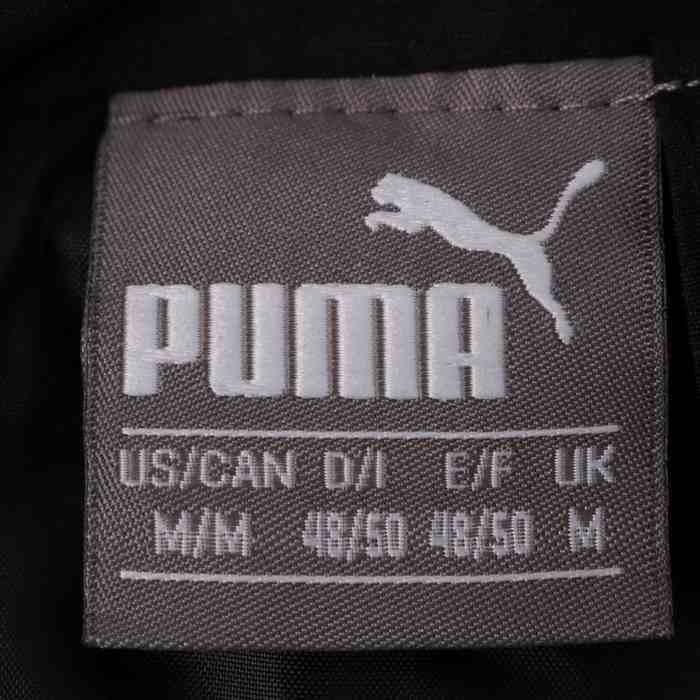 PUMA
US/CAN D/I E/F UK
M/M 48/50 48/50 M